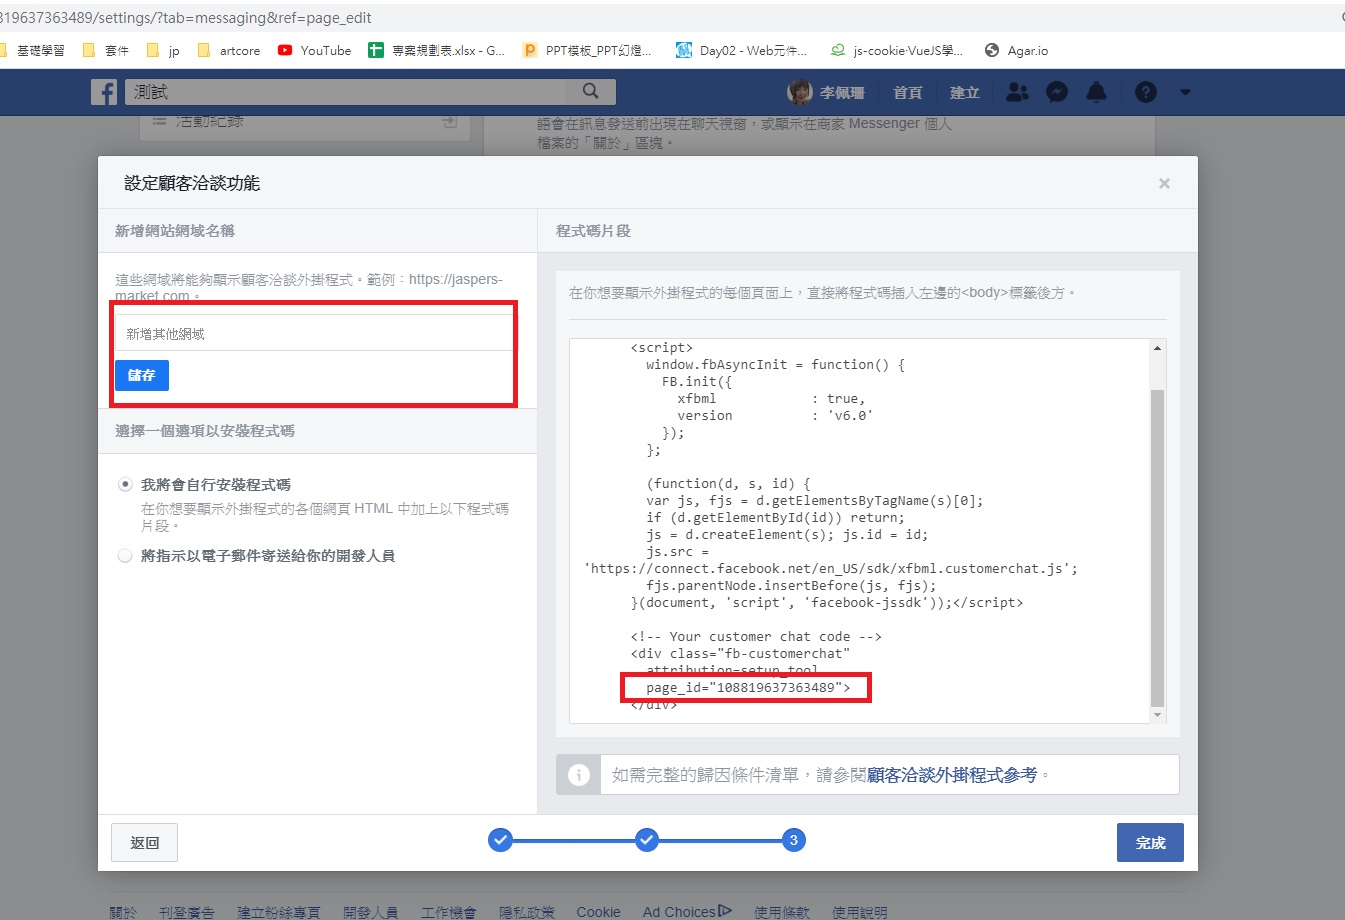 819637363489/settings/?tab=messaging&ref=page_edit
基礎學習 套件 jp artcore YouTube 專案規劃表.xlsx - G... PPT模板_PPT幻燈... Day02 - Web元件... js-cookie·VueJS學... Agar.io
測試 李佩珊 首頁 建立
活動紀錄
語會在訊息發送前出現在聊天視窗，或顯示在商家 Messenger 個人
檔案的「關於」區塊。
設定顧客洽談功能
新增網站網域名稱
這些網域將能夠顯示顧客洽談外掛程式。範例：https://jaspers-
market.com。
新增其他網域
儲存
選擇一個選項以安裝程式碼
我將會自行安裝程式碼
在你想要顯示外掛程式的各個網頁 HTML 中加上以下程式碼
片段。
將指示以電子郵件寄送給你的開發人員
程式碼片段
在你想要顯示外掛程式的每個頁面上，直接將程式碼插入左邊的<body>標籤後方。
<script>
window.fbAsyncInit = function() {
FB.init({
xfbml : true,
version : 'v6.0'
});
};
(function(d, s, id) {
var js, fjs = d.getElementsByTagName(s)[0];
if (d.getElementById(id)) return;
js = d.createElement(s); js.id = id;
js.src =
'https://connect.facebook.net/en_US/sdk/xfbml.customerchat.js';
fjs.parentNode.insertBefore(js, fjs);
}(document, 'script', 'facebook-jssdk'));</script>
<!-- Your customer chat code -->
<div class="fb-customerchat"
attribution=setup_tool
page_id="108819637363489">
</div>
如需完整的歸因條件清單，請參閱顧客洽談外掛程式參考。
返回 3 完成
關於 刊登廣告 建立粉絲專頁 開發人員 工作機會 隱私政策 Cookie Ad Choices 使用條款 使用說明